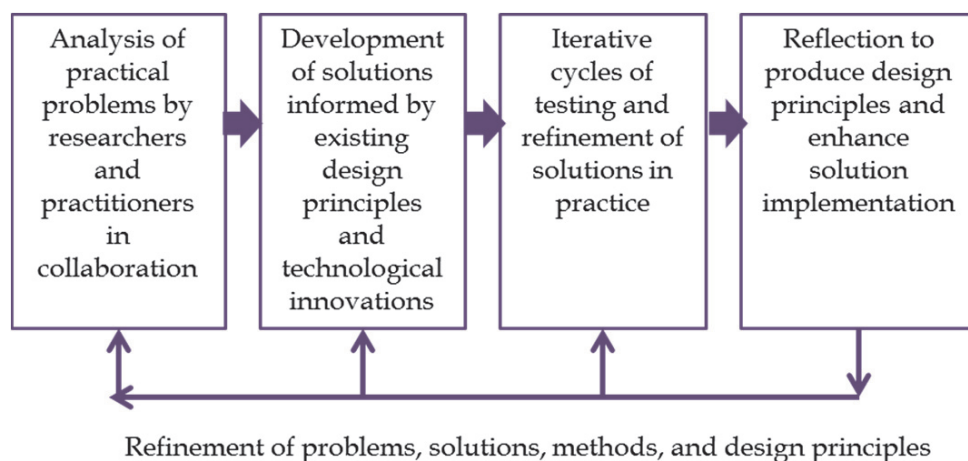 Analysis of
practical
problems by
researchers
and
practitioners
in
collaboration
Development
of solutions
informed by
existing
design
principles
and
technological
innovations
Iterative
cycles of
testing and
refinement of
solutions in
practice
Reflection to
produce design
principles and
enhance
solution
implementation
Refinement of problems, solutions, methods, and design principles